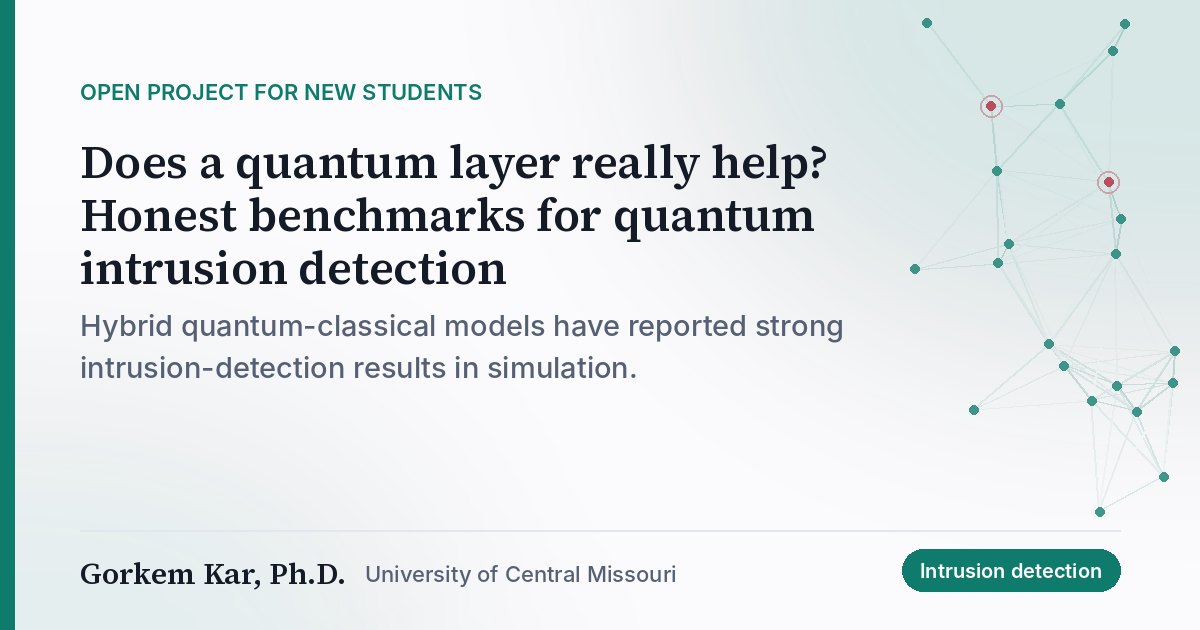 OPEN PROJECT FOR NEW STUDENTS
Does a quantum layer really help?
Honest benchmarks for quantum
intrusion detection
Hybrid quantum-classical models have reported strong
intrusion-detection results in simulation.
Gorkem Kar, Ph.D. University of Central Missouri
Intrusion detection